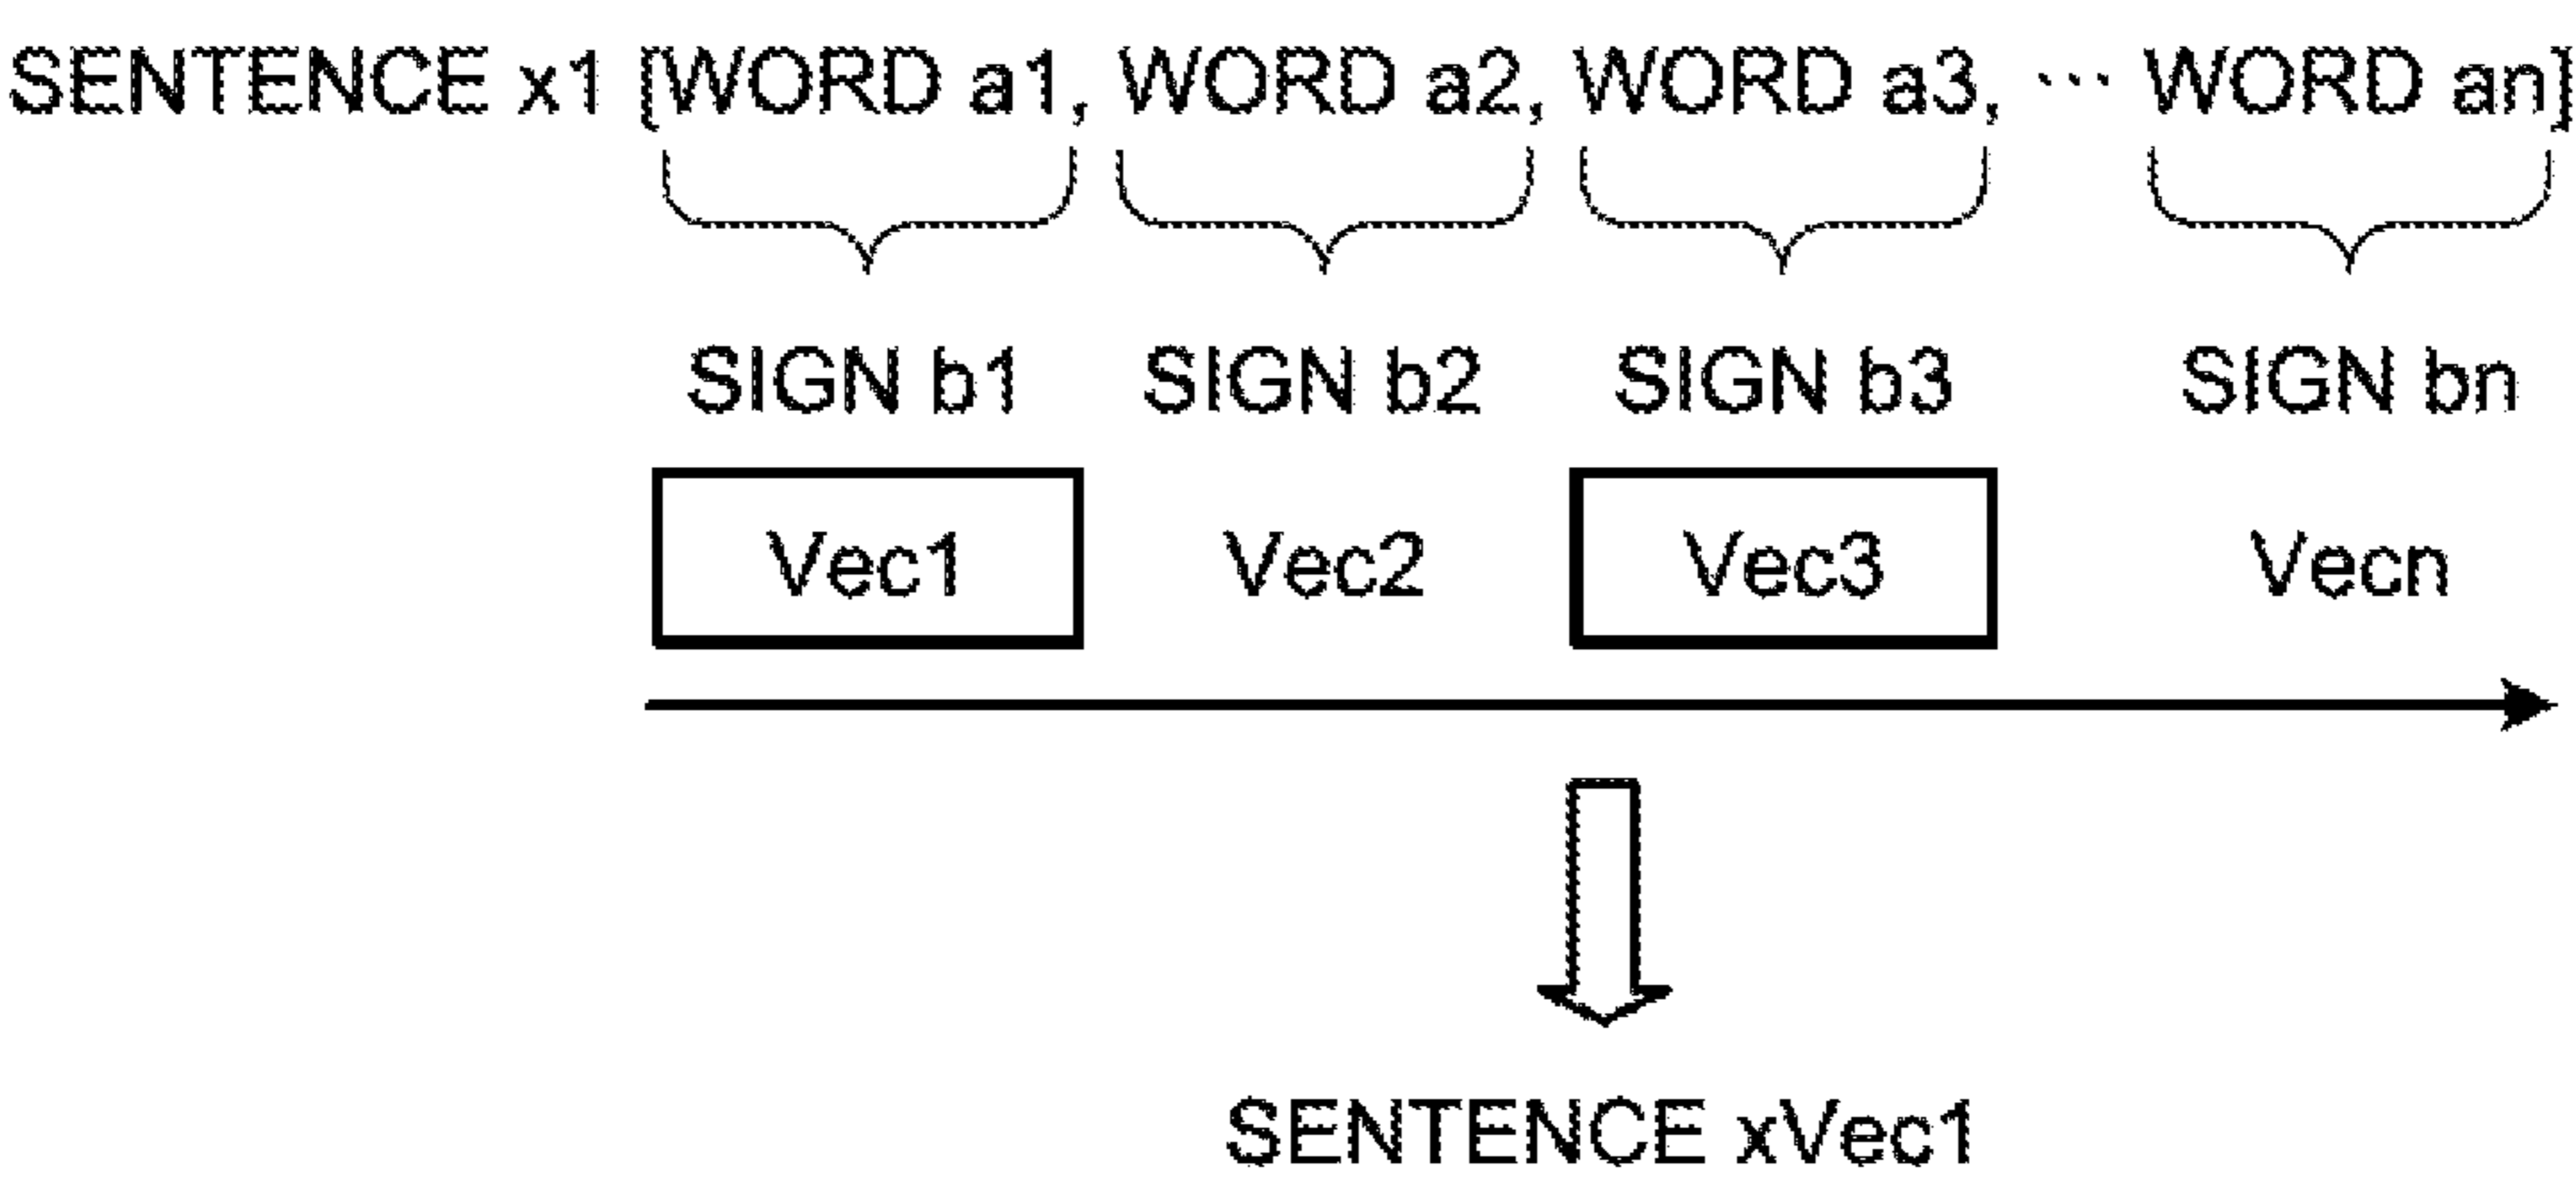 SENTENCE x1 [WORD a1, WORD a2, WORD a3, ··· WORD an]
SIGN b1 SIGN b2 SIGN b3 SIGN bn
Vec1 Vec2 Vec3 Vecn
SENTENCE xVec1